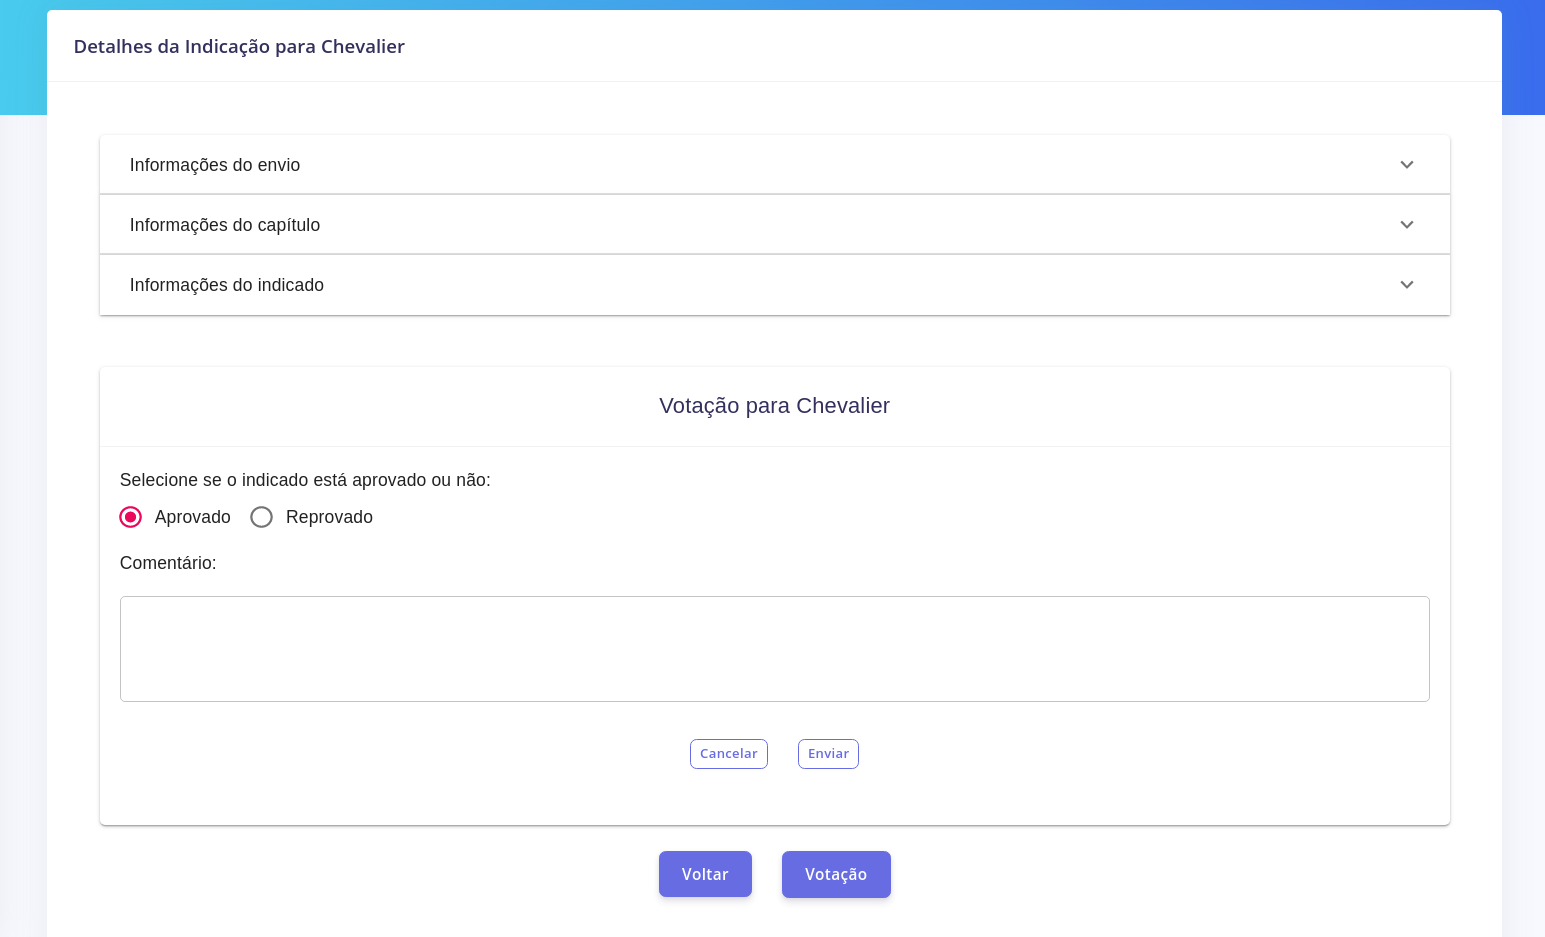 Detalhes da Indicação para Chevalier
Informações do envio
Informações do capítulo
Informações do indicado
Votação para Chevalier
Selecione se o indicado está aprovado ou não:
Aprovado Reprovado
Comentário:
Cancelar Enviar
Voltar Votação